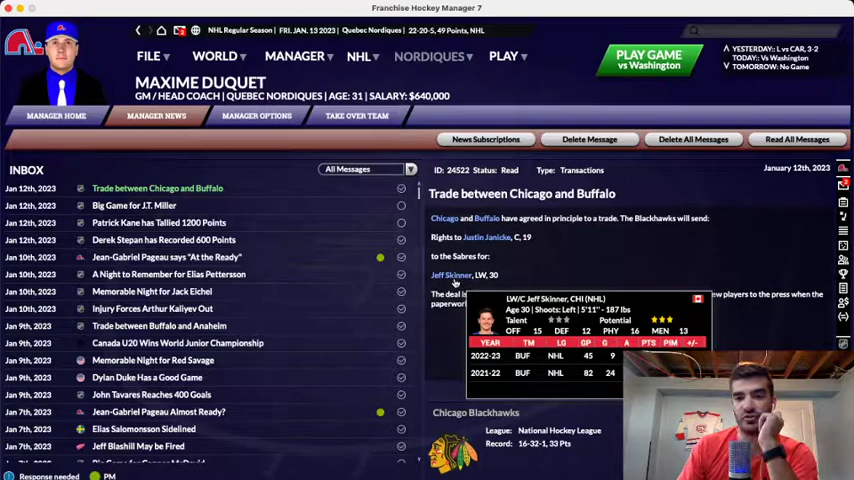 Franchise Hockey Manager 7
NHL Regular Season | FRI. JAN. 13 2023 | Quebec Nordiques | 22-20-5, 49 Points, NHL
FILE WORLD MANAGER NHL NORDIQUES PLAY
PLAY GAME
vs Washington
YESTERDAY: L vs CAR, 3-2
TODAY: vs Washington
TOMORROW: No Game
MAXIME DUQUET
GM / HEAD COACH | QUEBEC NORDIQUES | AGE: 31 | SALARY: $640,000
MANAGER HOME MANAGER NEWS MANAGER OPTIONS TAKE OVER TEAM
News Subscriptions Delete Message Delete All Messages Read All Messages
INBOX All Messages
Jan 12th, 2023 Trade between Chicago and Buffalo
Jan 12th, 2023 Big Game for J.T. Miller
Jan 12th, 2023 Patrick Kane has Tallied 1200 Points
Jan 12th, 2023 Derek Stepan has Recorded 600 Points
Jan 10th, 2023 Jean-Gabriel Pageau says "At the Ready"
Jan 10th, 2023 A Night to Remember for Elias Pettersson
Jan 10th, 2023 Memorable Night for Jack Eichel
Jan 10th, 2023 Injury Forces Arthur Kaliyev Out
Jan 9th, 2023 Trade between Buffalo and Anaheim
Jan 9th, 2023 Canada U20 Wins World Junior Championship
Jan 9th, 2023 Memorable Night for Red Savage
Jan 9th, 2023 Dylan Duke Has a Good Game
Jan 9th, 2023 John Tavares Reaches 400 Goals
Jan 7th, 2023 Jean-Gabriel Pageau Almost Ready?
Jan 7th, 2023 Elias Salomonsson Sidelined
Jan 7th, 2023 Jeff Blashill May be Fired
Jan 7th, 2023
Response needed PM
ID: 24522 Status: Read Type: Transactions January 12th, 2023
Trade between Chicago and Buffalo
Chicago and Buffalo have agreed in principle to a trade. The Blackhawks will send:
Rights to Justin Janicke, C, 19
to the Sabres for:
Jeff Skinner, LW, 30
The deal is
players to the press when the
paperwor
LW/C Jeff Skinner, CHI (NHL)
Age 30 | Shoots: Left | 5'11" - 187 lbs
Talent Potential
OFF 15 DEF 12 PHY 16 MEN 13
YEAR TM LG GP G A PTS PIM +/-
2022-23 BUF NHL 45 9
2021-22 BUF NHL 82 24
Chicago Blackhawks
League: National Hockey League
Record: 16-32-1, 33 Pts